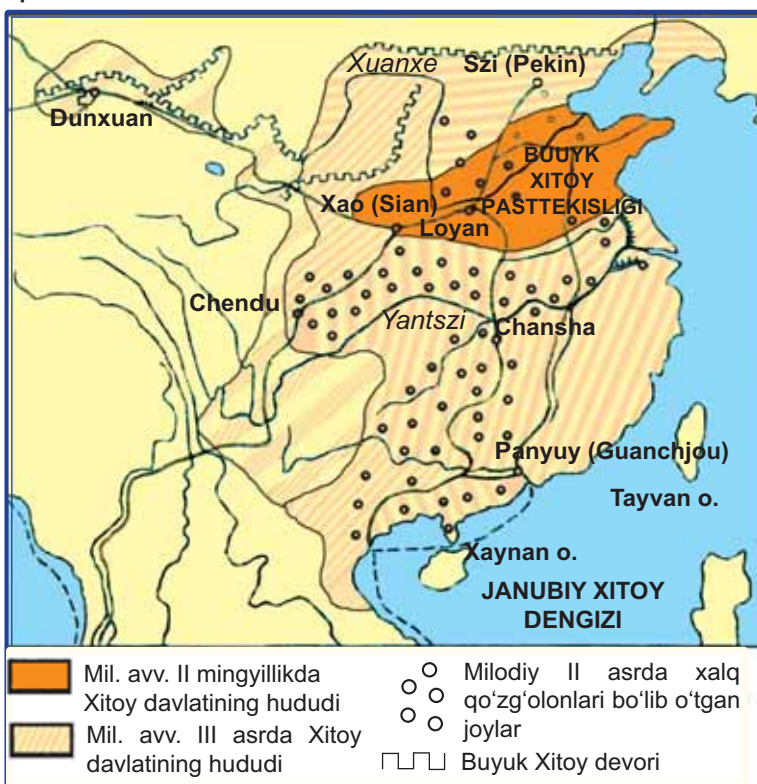 Xuanxe
Szi (Pekin)
Dunxuan
BUUYK
XITOY
PASTTEKISLIGI
Xao (Sian)
Loyan
Chendu
Yantszi
Chansha
Panyuy (Guanchjou)
Tayvan o.
Xaynan o.
JANUBIY XITOY
DENGIZI
Mil. avv. II mingyillikda
Xitoy davlatining hududi
Mil. avv. III asrda Xitoy
davlatining hududi
Milodiy II asrda xalq
qo‘zg‘olonlari bo‘lib o‘tgan
joylar
Buyuk Xitoy devori